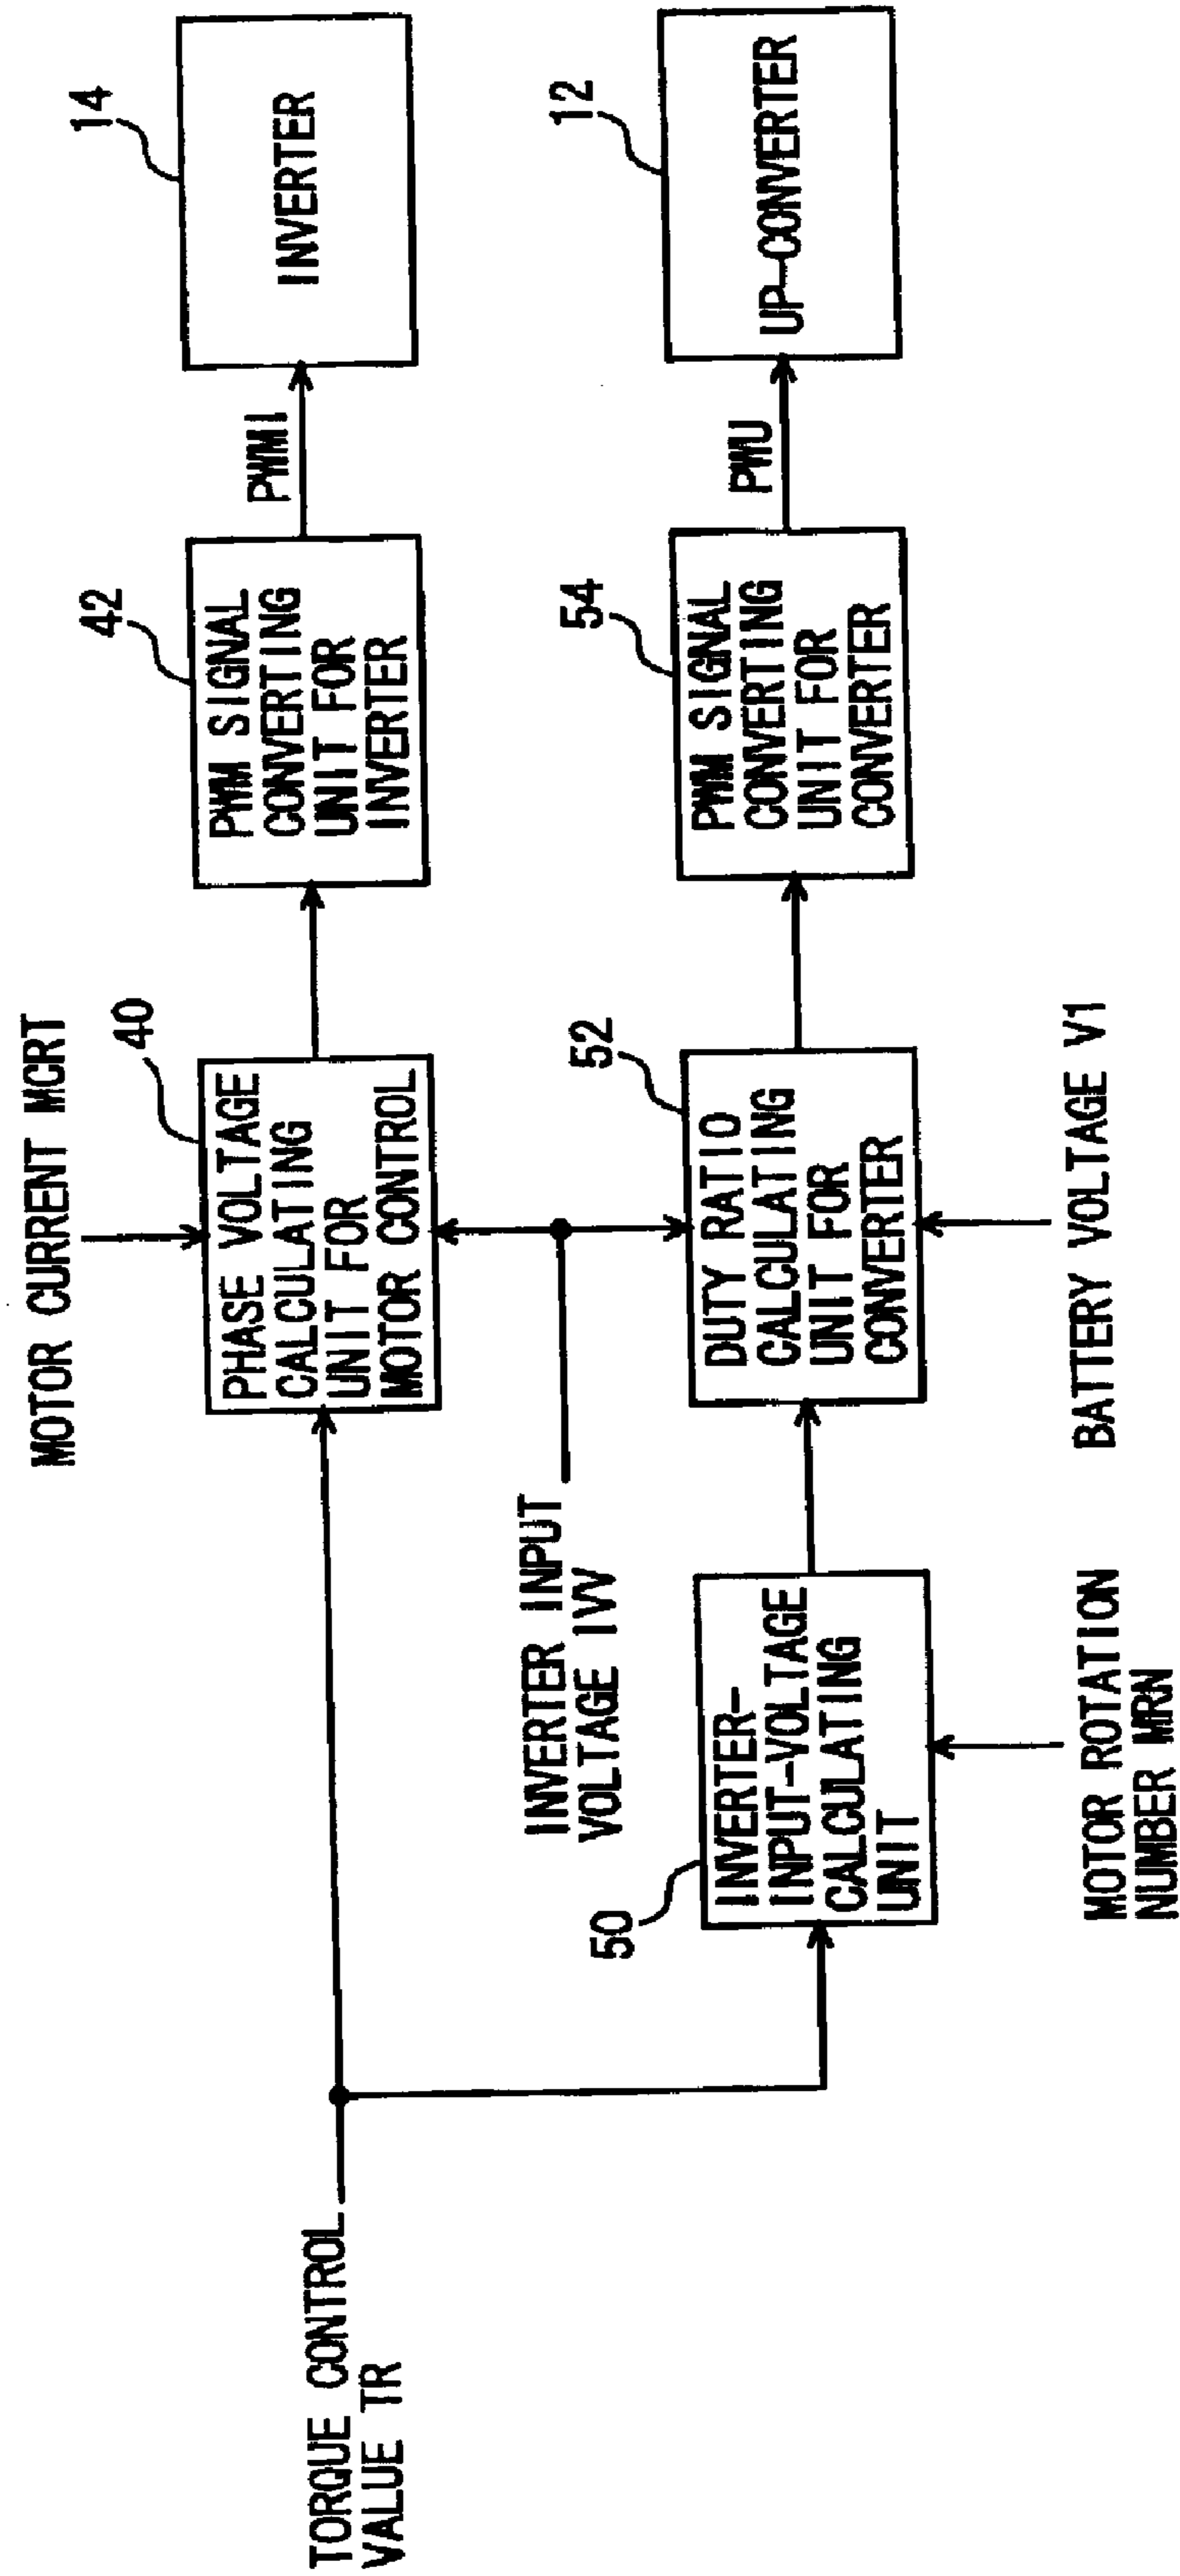 MOTOR CURRENT MCRT
40
PHASE VOLTAGE
CALCULATING
UNIT FOR
MOTOR CONTROL
42
PWM SIGNAL
CONVERTING
UNIT FOR
INVERTER
PWMI
14
INVERTER
TORQUE CONTROL
VALUE TR
INVERTER INPUT
VOLTAGE IVV
50
INVERTER-
INPUT-VOLTAGE
CALCULATING
UNIT
52
DUTY RATIO
CALCULATING
UNIT FOR
CONVERTER
54
PWM SIGNAL
CONVERTING
UNIT FOR
CONVERTER
PWU
12
UP-CONVERTER
MOTOR ROTATION
NUMBER MRN
BATTERY VOLTAGE V1